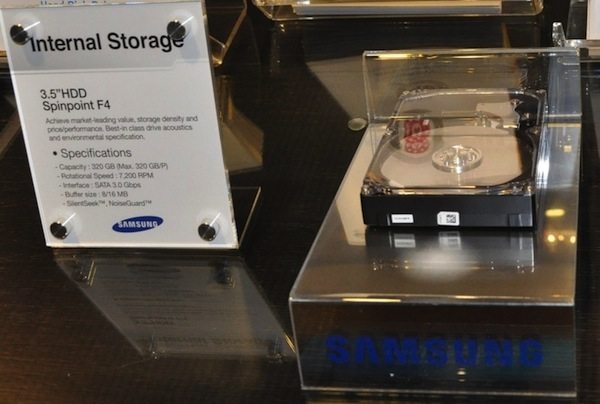 Internal Storage
3.5"HDD
Spinpoint F4
Achieve market-leading value, storage density and
price/performance. Best-in class drive acoustics
and environmental specification.
• Specifications
- Capacity : 320 GB (Max. 320 GB/P)
- Rotational Speed : 7,200 RPM
- Interface : SATA 3.0 Gbps
- Buffer size : 8/16 MB
- SilentSeek™, NoiseGuard™
SAMSUNG
SAMSUNG